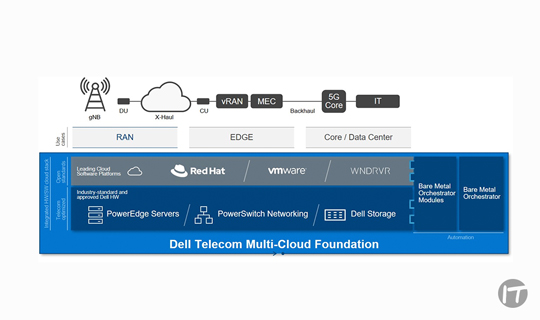 gNB
DU
X-Haul
CU
vRAN
MEC
Backhaul
5G
Core
IT
Use
cases
RAN
EDGE
Core / Data Center
Integrated HW/SW cloud stack
Open
standards
Leading Cloud
Software Platforms
Red Hat
vmware
WNDRVR
Telecom
optimized
Industry-standard and
approved Dell HW
PowerEdge Servers
PowerSwitch Networking
Dell Storage
Bare Metal
Orchestrator
Modules
Bare Metal
Orchestrator
Automation
Dell Telecom Multi-Cloud Foundation
IT